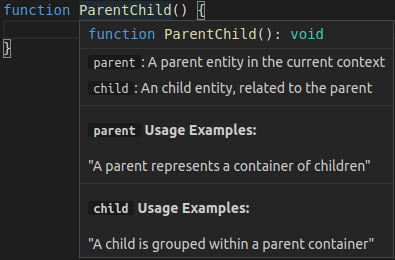 function ParentChild() {
function ParentChild(): void
parent : A parent entity in the current context
child : An child entity, related to the parent
parent Usage Examples:
"A parent represents a container of children"
child Usage Examples:
"A child is grouped within a parent container"
}